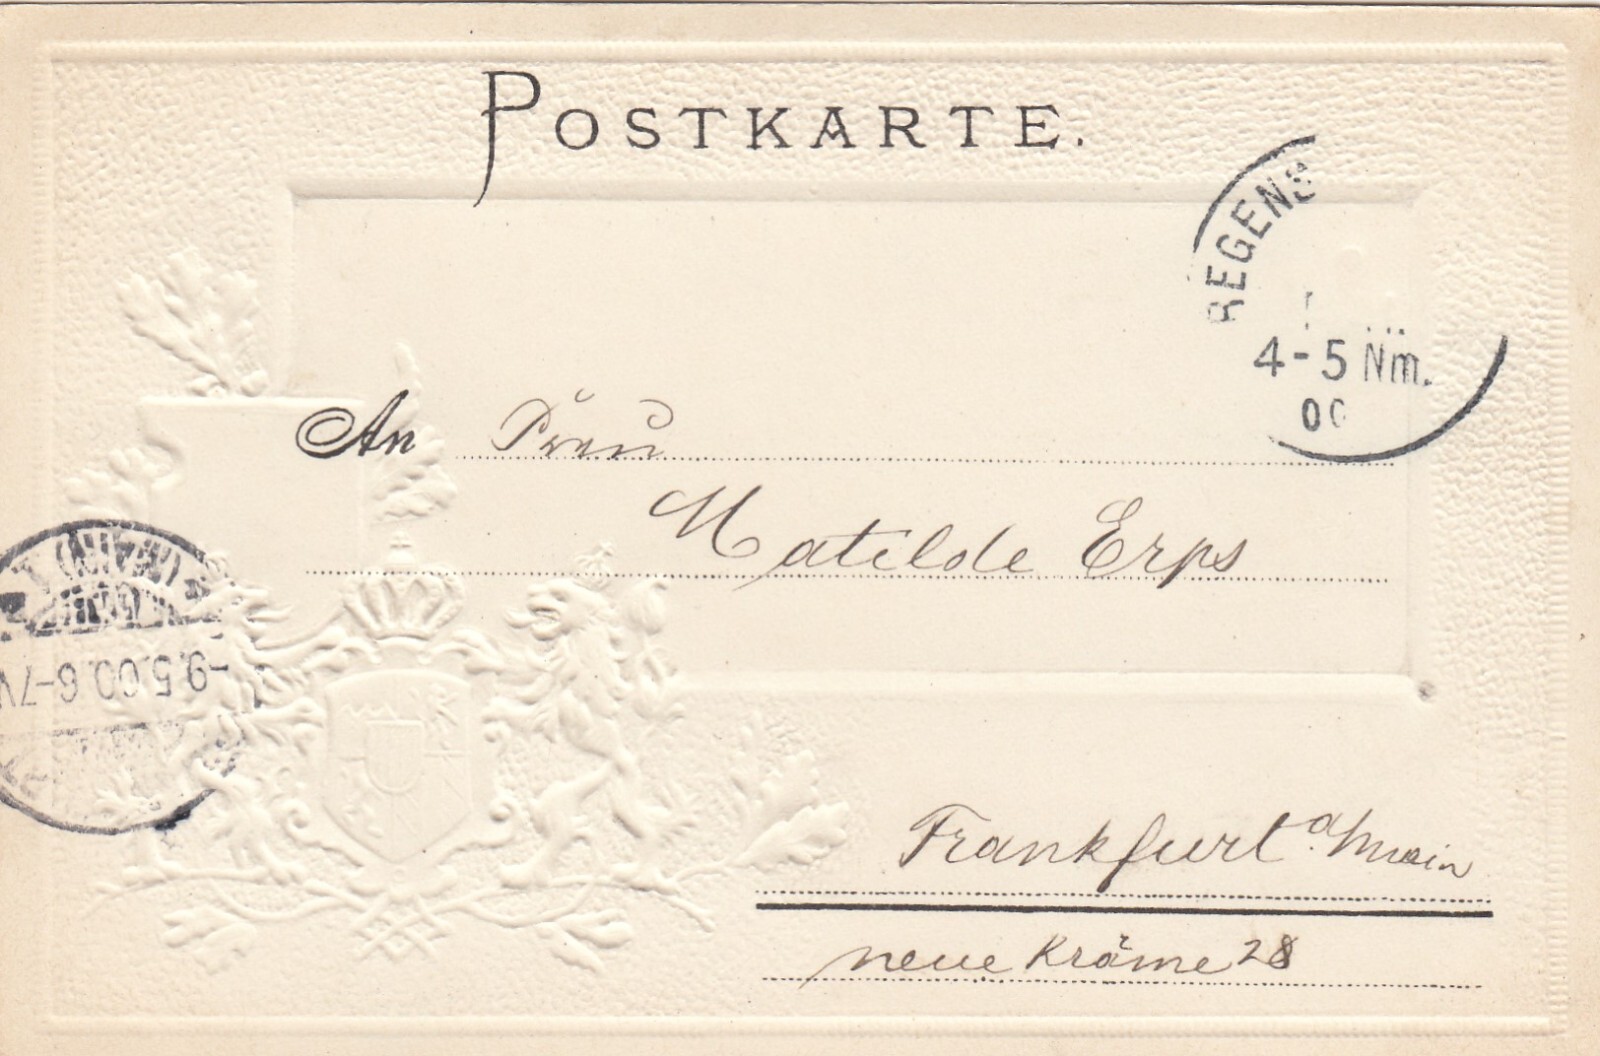 POSTKARTE.
REGENS
4-5 Nm.
00
An Frau
Matilde Erps
-9.5.00.6-7V
Frankfurt a. Main
neue Kräme 28